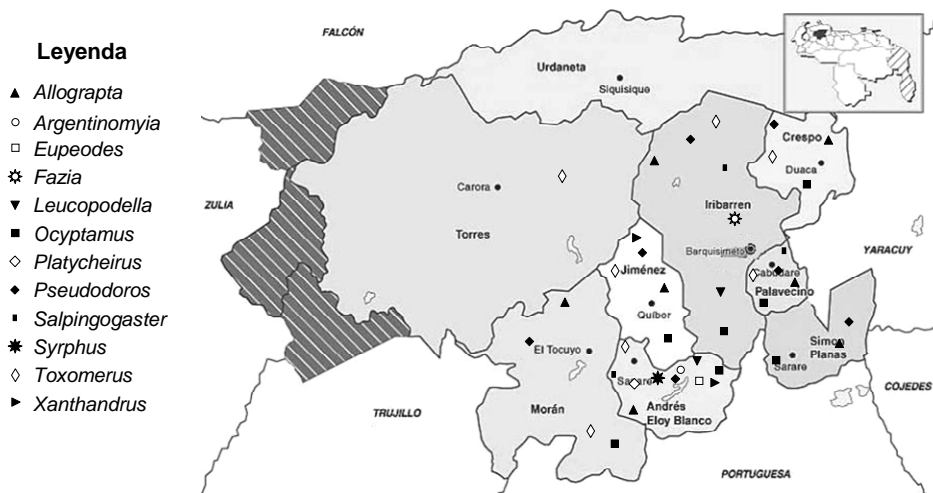 Leyenda
Allograpta
Argentinomyia
Eupeodes
Fazia
Leucopodella
Ocyptamus
Platycheirus
Pseudodoros
Salpingogaster
Syrphus
Toxomerus
Xanthandrus
FALCÓN
Urdaneta
Siquisique
Crespo
Duaca
Carora
ZULIA
Iribarren
Torres
Barquisimeto
YARACUY
Jiménez
Cabudare
Palavecino
Quíbor
El Tocuyo
Simon
Planas
Sarare
Sanare
COJEDES
Morán
Andrés
Eloy Blanco
TRUJILLO
PORTUGUESA